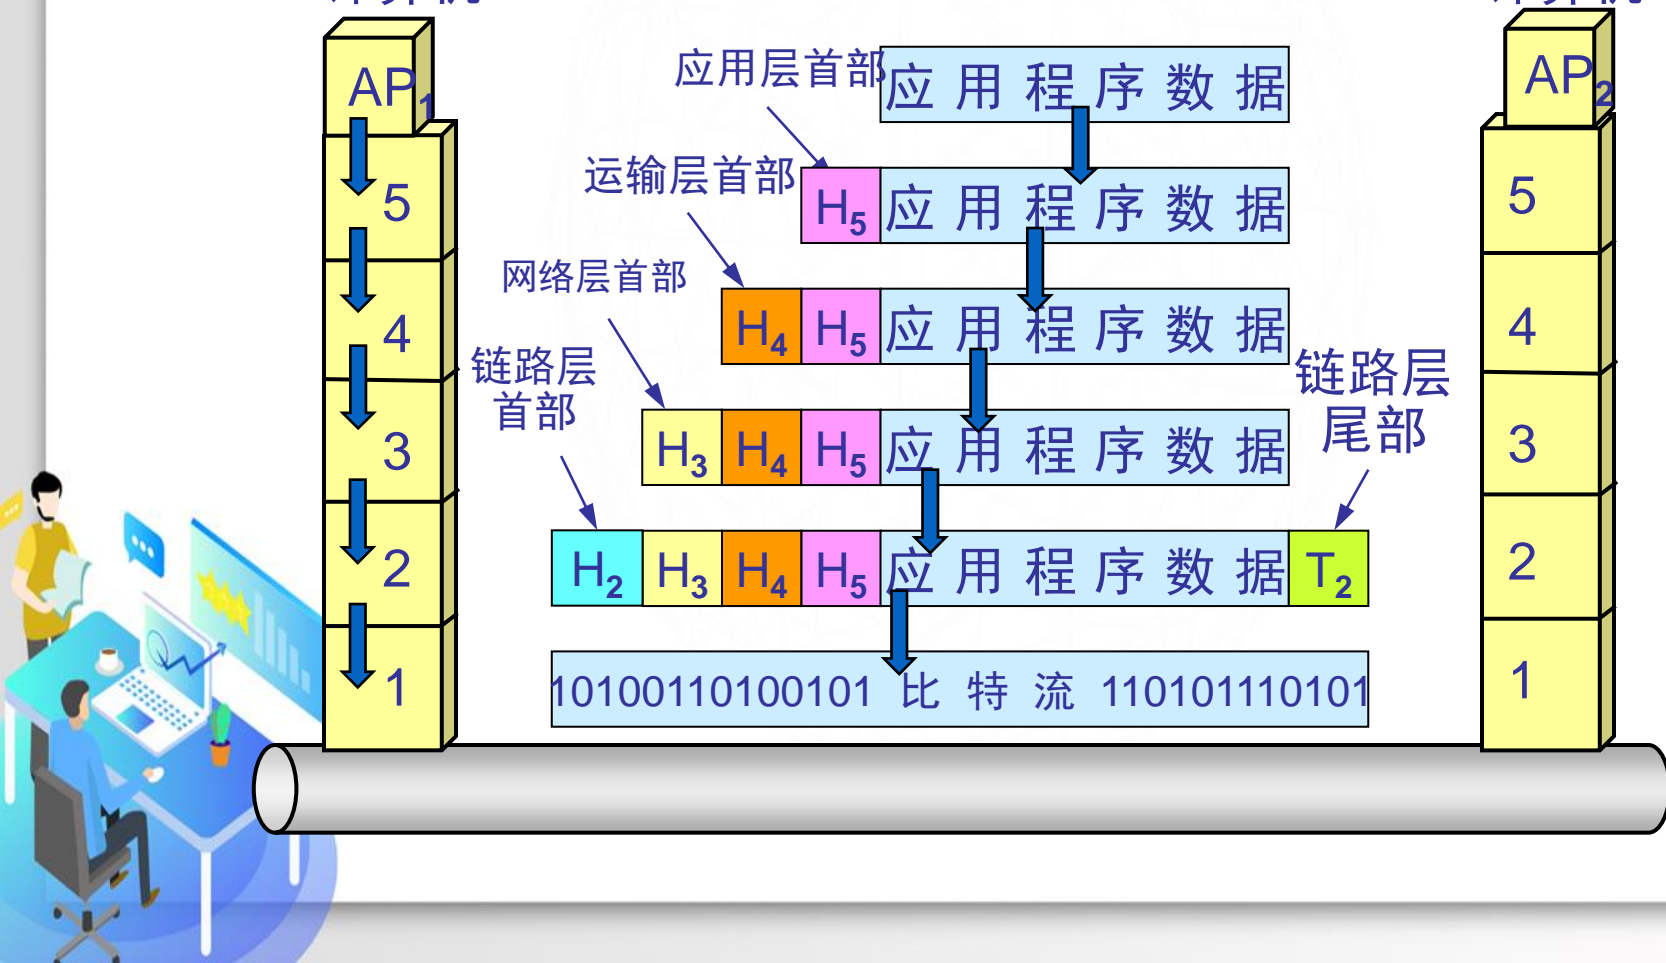 AP1
应用层首部
应用程序数据
AP2
5
运输层首部
H5 应用程序数据
5
网络层首部
4
H4 H5 应用程序数据
4
链路层
首部
链路层
尾部
3
H3 H4 H5 应用程序数据
3
2
H2 H3 H4 H5 应用程序数据 T2
2
1
10100110100101 比特流 110101110101
1